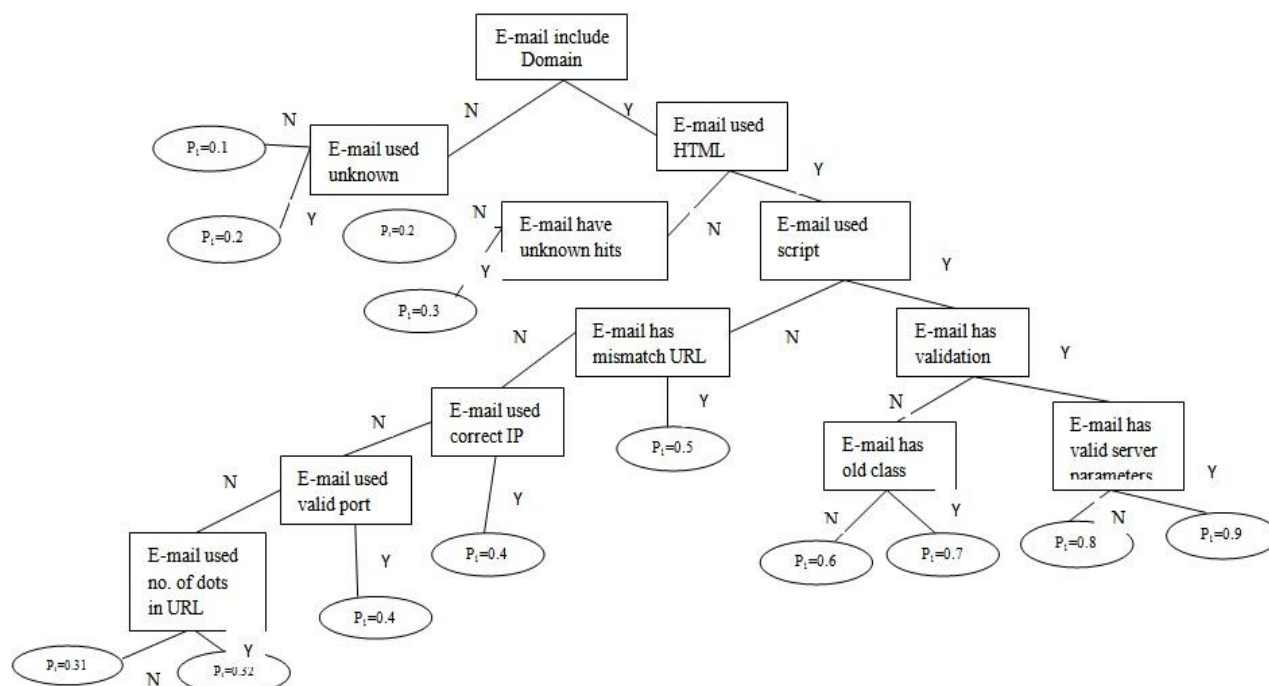 E-mail include
Domain
N
N
Y
E-mail used
HTML
P₁=0.1
E-mail used
unknown
Y
Y
P₁=0.2
P₁=0.2
N
E-mail have
unknown hits
N
E-mail used
script
Y
Y
P₁=0.3
N
E-mail has
mismatch URL
N
E-mail has
validation
Y
N
E-mail used
correct IP
Y
P₁=0.5
N
E-mail has
old class
E-mail has
valid server
parameters
Y
N
E-mail used
valid port
Y
N
Y
N
P₁=0.4
P₁=0.6
P₁=0.7
P₁=0.8
P₁=0.9
E-mail used
no. of dots
in URL
Y
P₁=0.4
P₁=0.31
N
Y
P₁=0.32